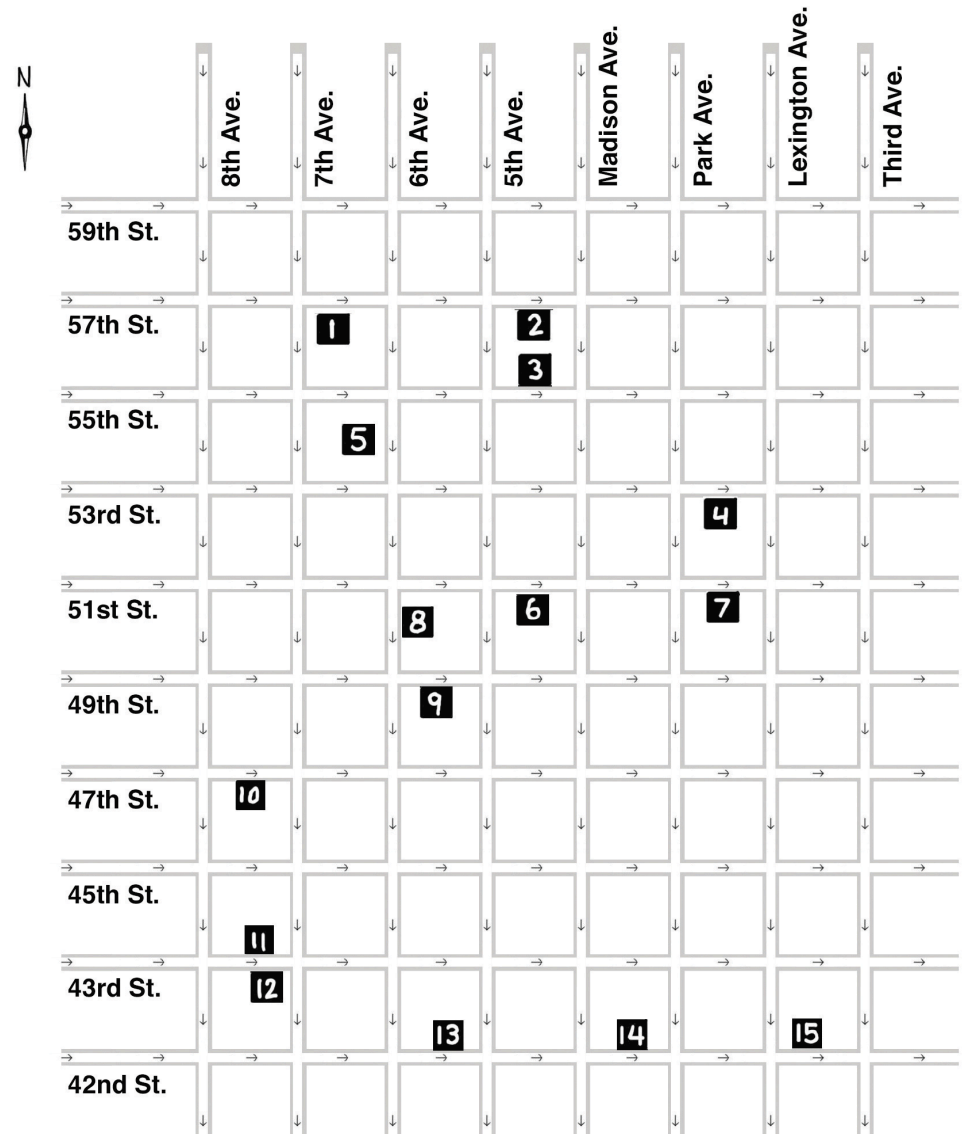 N
8th Ave.
7th Ave.
6th Ave.
5th Ave.
Madison Ave.
Park Ave.
Lexington Ave.
Third Ave.
59th St.
57th St.
1
2
3
55th St.
5
53rd St.
4
51st St.
8
6
7
49th St.
9
47th St.
10
45th St.
11
43rd St.
12
13
14
15
42nd St.